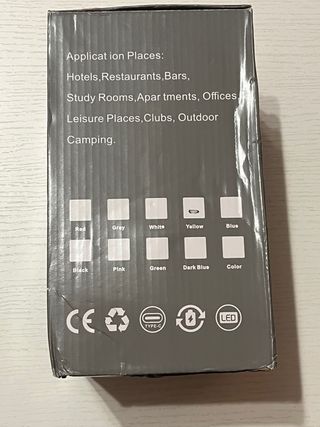 Applicat ion Places:
Hotels,Restaurants,Bars,
Study Rooms,Apar tments, Offices,
Leisure Places,Clubs, Outdoor
Camping.
Red Grey White Yellow Blue
Black Pink Green Dark Blue Color
CE TYPE-C LED